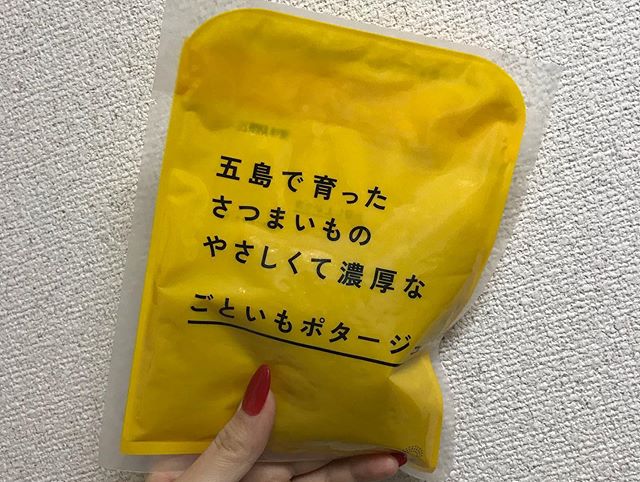 五島で育った
さつまいもの
やさしくて濃厚な
ごといもポタージュ